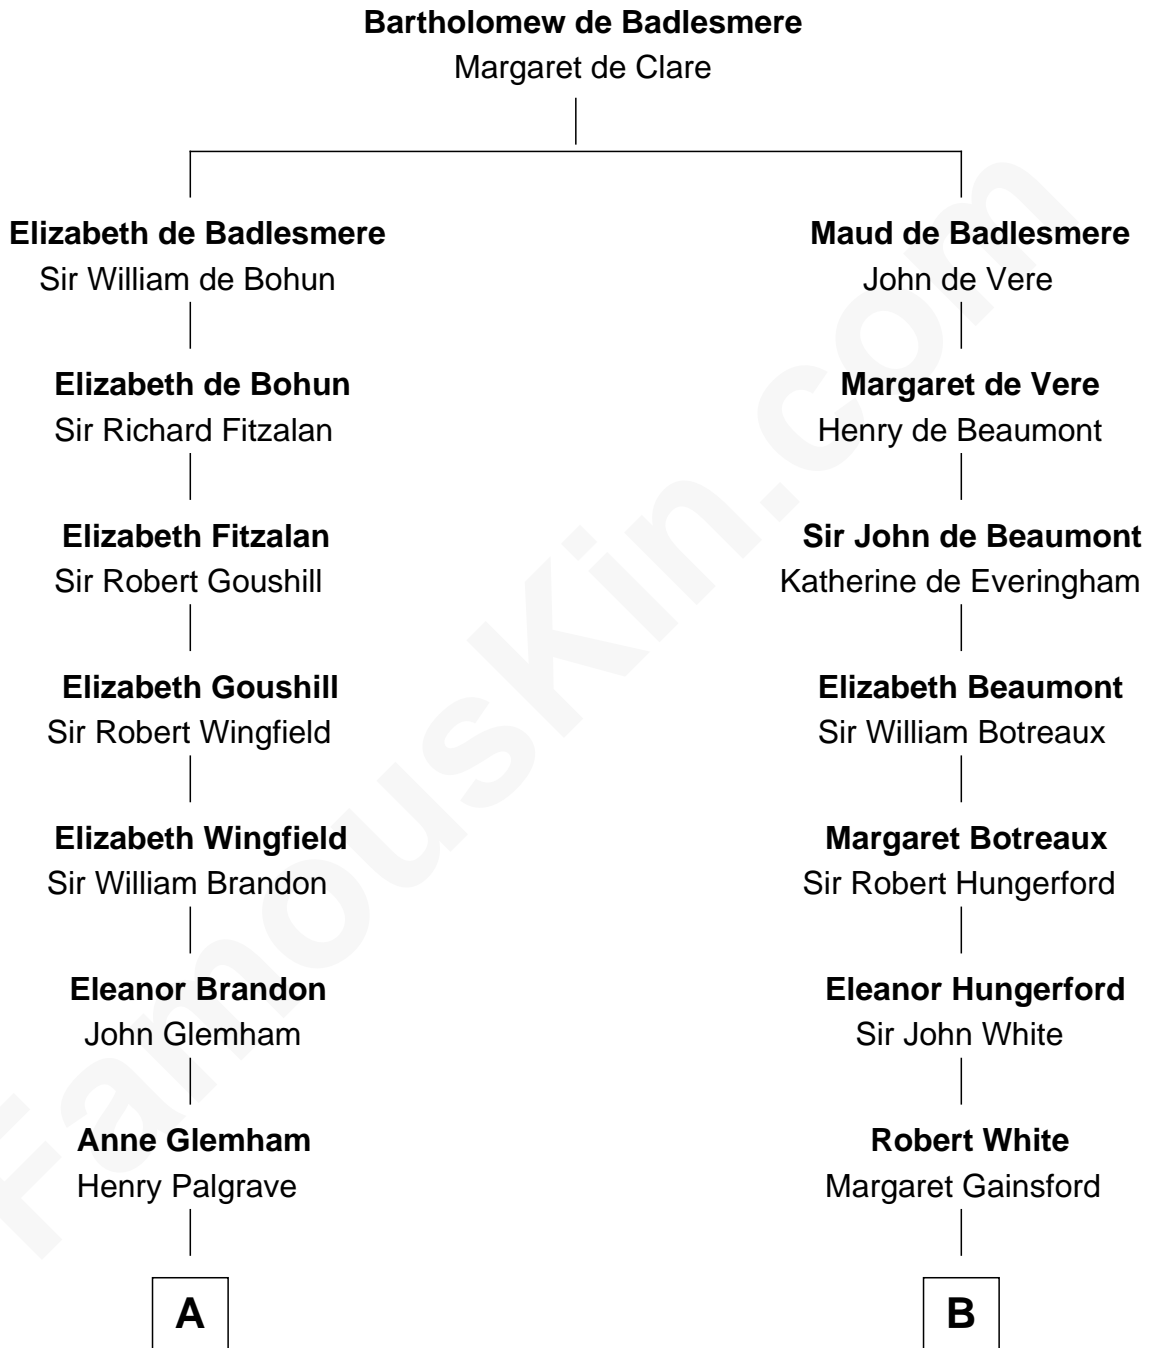 Bartholomew de Badlesmere
Margaret de Clare
Elizabeth de Badlesmere
Sir William de Bohun
Maud de Badlesmere
John de Vere
Elizabeth de Bohun
Sir Richard Fitzalan
Margaret de Vere
Henry de Beaumont
Elizabeth Fitzalan
Sir Robert Goushill
Sir John de Beaumont
Katherine de Everingham
Elizabeth Goushill
Sir Robert Wingfield
Elizabeth Beaumont
Sir William Botreaux
Elizabeth Wingfield
Sir William Brandon
Margaret Botreaux
Sir Robert Hungerford
Eleanor Brandon
John Glemham
Eleanor Hungerford
Sir John White
Anne Glemham
Henry Palgrave
Robert White
Margaret Gainsford
A
B
FamousKin.com